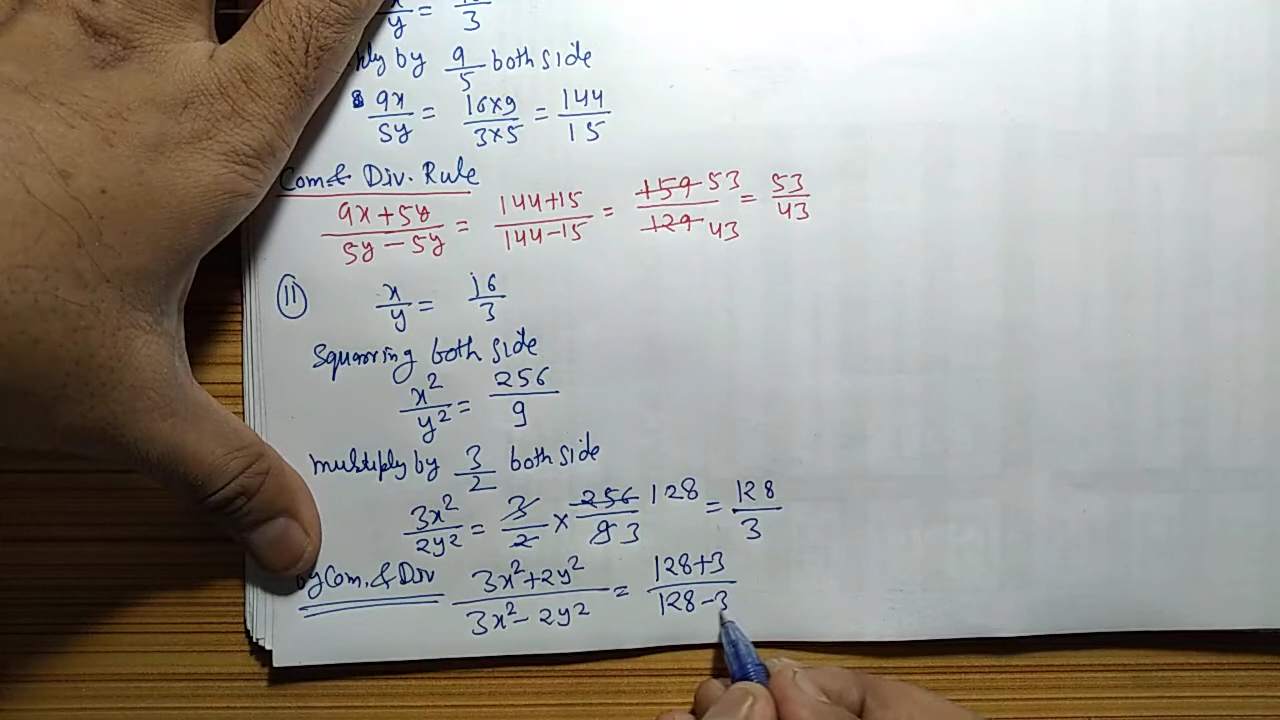 x/y = 16/3
ply by 9/5 both side
9x/5y = 16x9/3x5 = 144/15
Com & Div. Rule
9x+5y/5y-5y = 144+15/144-15 = 159 53/129 43 = 53/43
(11) x/y = 16/3
Squarring both side
x²/y² = 256/9
multiply by 3/2 both side
3x²/2y² = 3/2 x 256 128/9 3 = 128/3
by Com. & Div 3x²+2y²/3x²-2y² = 128+3/128-3